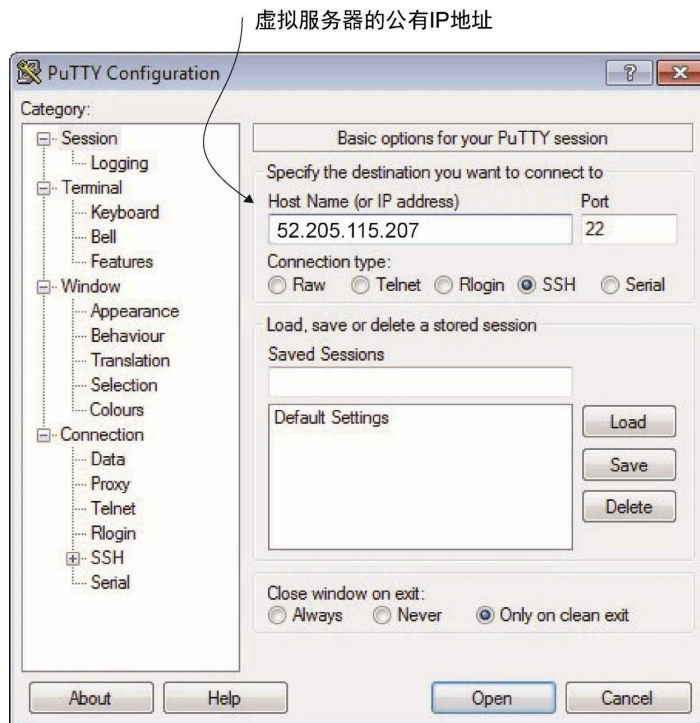 虚拟服务器的公有IP地址
PuTTY Configuration
Category:
Session
Logging
Terminal
Keyboard
Bell
Features
Window
Appearance
Behaviour
Translation
Selection
Colours
Connection
Data
Proxy
Telnet
Rlogin
SSH
Serial
Basic options for your PuTTY session
Specify the destination you want to connect to
Host Name (or IP address) Port
52.205.115.207 22
Connection type:
Raw Telnet Rlogin SSH Serial
Load, save or delete a stored session
Saved Sessions
Default Settings
Load
Save
Delete
Close window on exit:
Always Never Only on clean exit
About Help Open Cancel